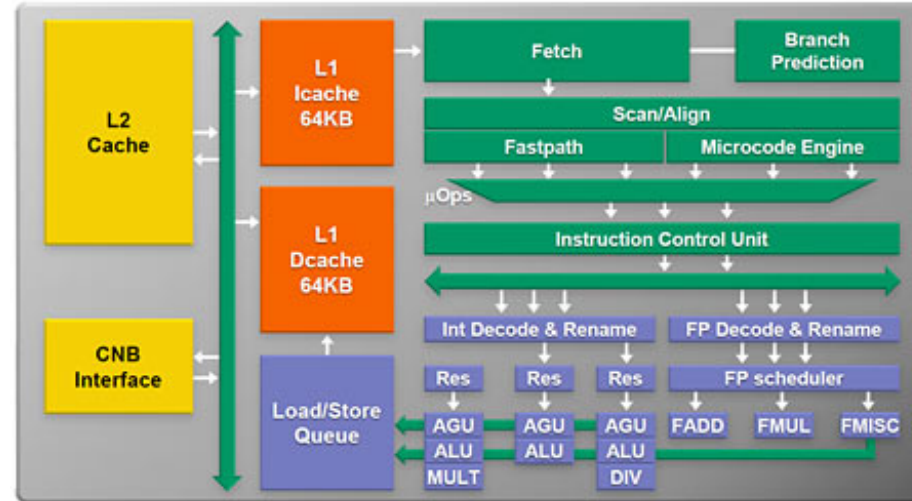 L2
Cache
CNB
Interface
L1
Icache
64KB
L1
Dcache
64KB
Load/Store
Queue
Fetch
Branch
Prediction
Scan/Align
Fastpath
Microcode Engine
μOps
Instruction Control Unit
Int Decode & Rename
FP Decode & Rename
Res
Res
Res
FP scheduler
AGU
AGU
AGU
FADD
FMUL
FMISC
ALU
ALU
ALU
MULT
DIV